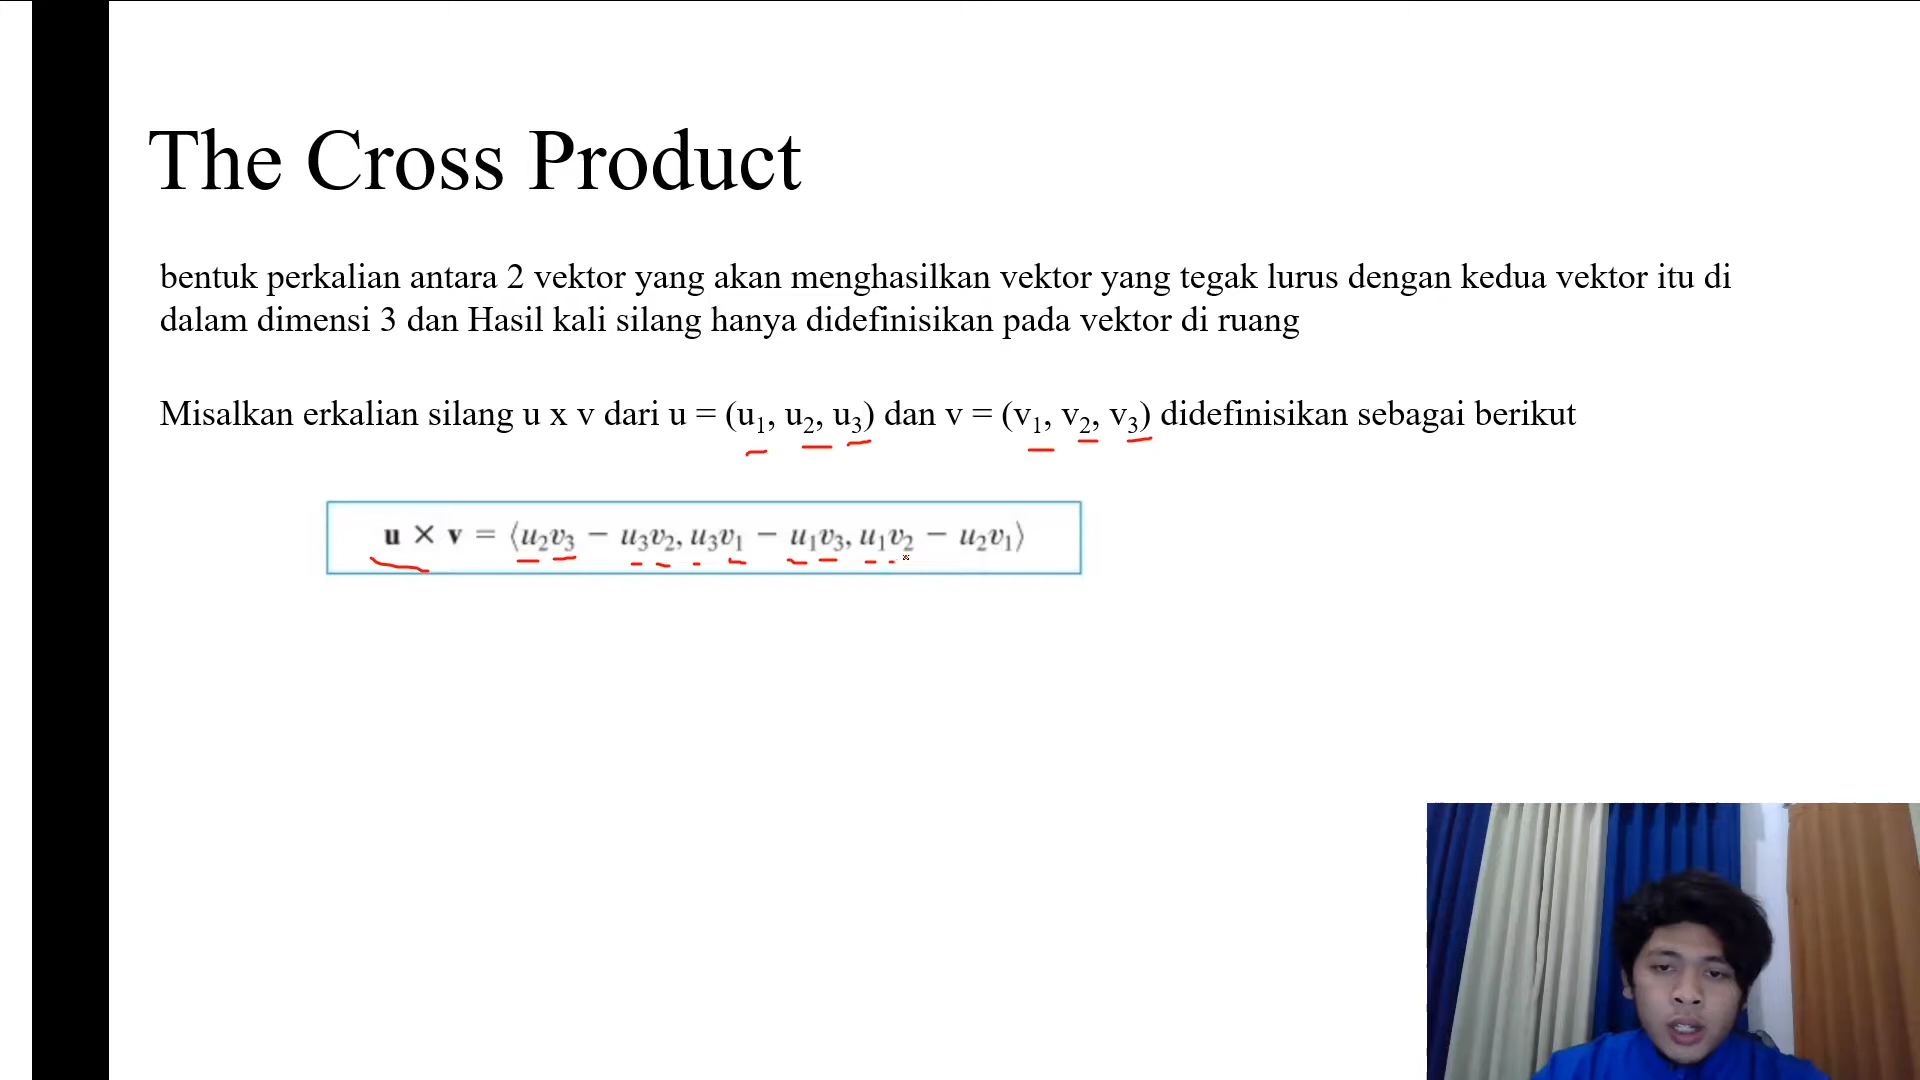 The Cross Product
bentuk perkalian antara 2 vektor yang akan menghasilkan vektor yang tegak lurus dengan kedua vektor itu di
dalam dimensi 3 dan Hasil kali silang hanya didefinisikan pada vektor di ruang
Misalkan erkalian silang u x v dari u = (u₁, u₂, u₃) dan v = (v₁, v₂, v₃) didefinisikan sebagai berikut
u × v = ⟨u₂v₃ − u₃v₂, u₃v₁ − u₁v₃, u₁v₂ − u₂v₁⟩